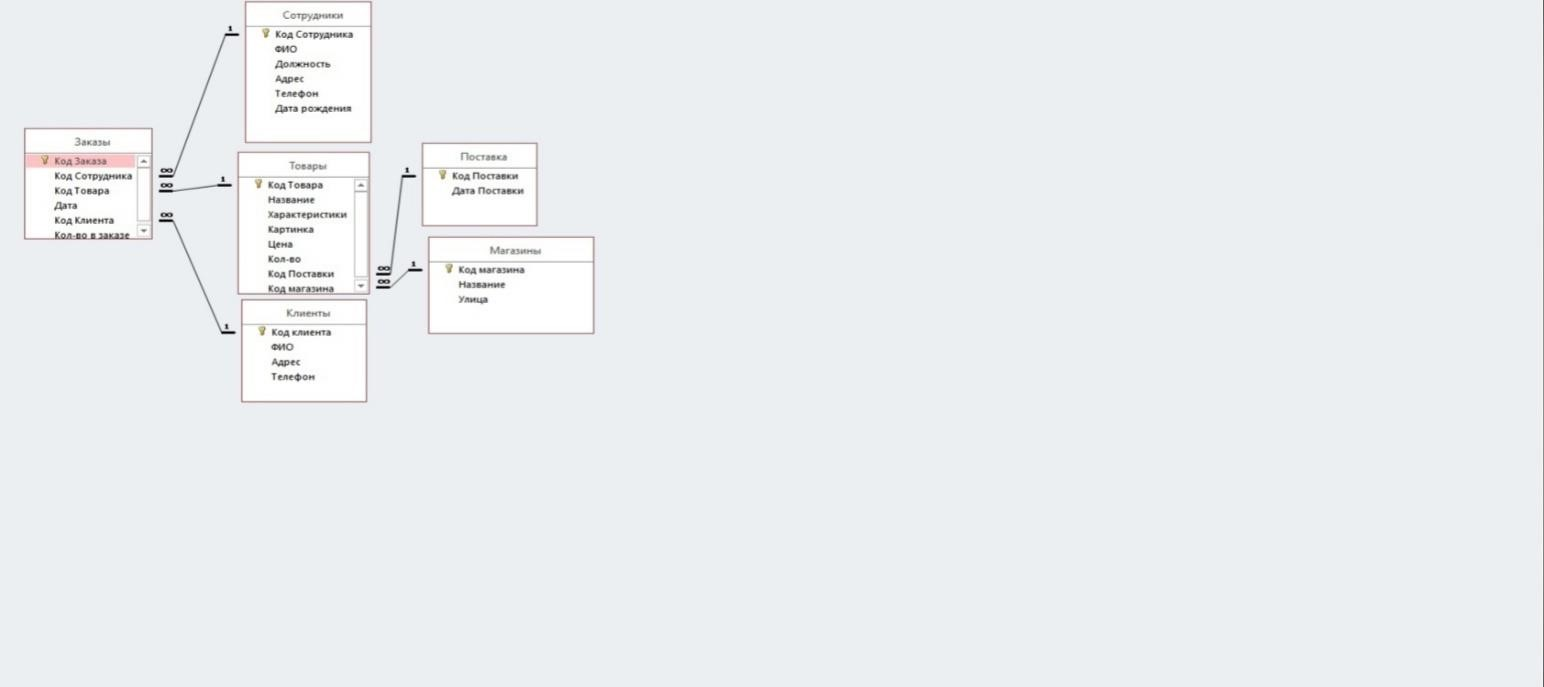 Сотрудники
Код Сотрудника
ФИО
Должность
Адрес
Телефон
Дата рождения
1
Заказы
Код Заказа
Код Сотрудника
Код Товара
Дата
Код Клиента
Кол-во в заказе
∞
∞
∞
1
Товары
Код Товара
Название
Характеристики
Картинка
Цена
Кол-во
Код Поставки
Код магазина
∞
∞
1
Поставка
Код Поставки
Дата Поставки
1
Магазины
Код магазина
Название
Улица
1
Клиенты
Код клиента
ФИО
Адрес
Телефон